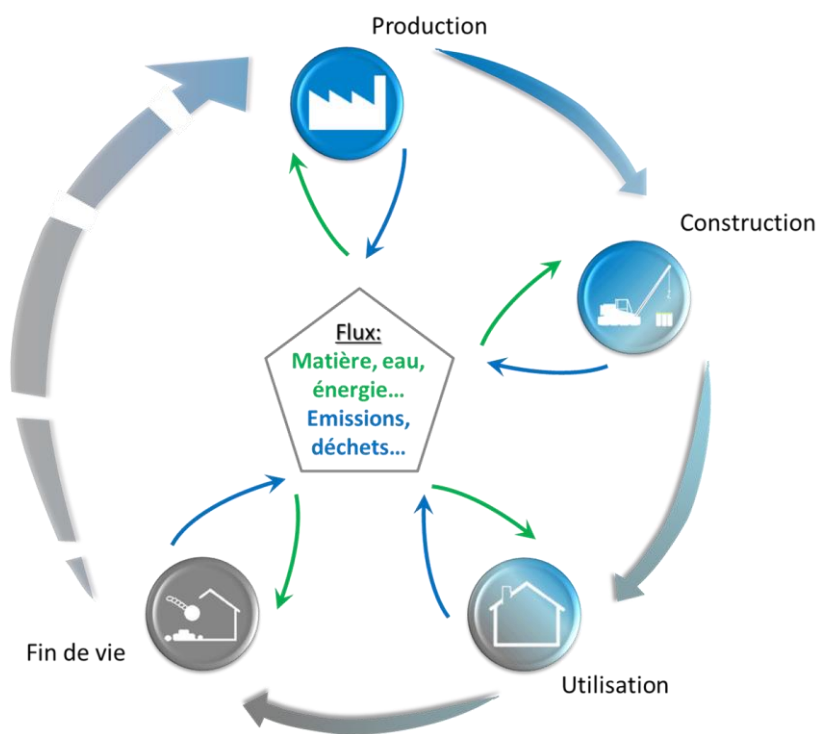 Production
Construction
Flux:
Matière, eau,
énergie...
Emissions,
déchets...
Fin de vie
Utilisation